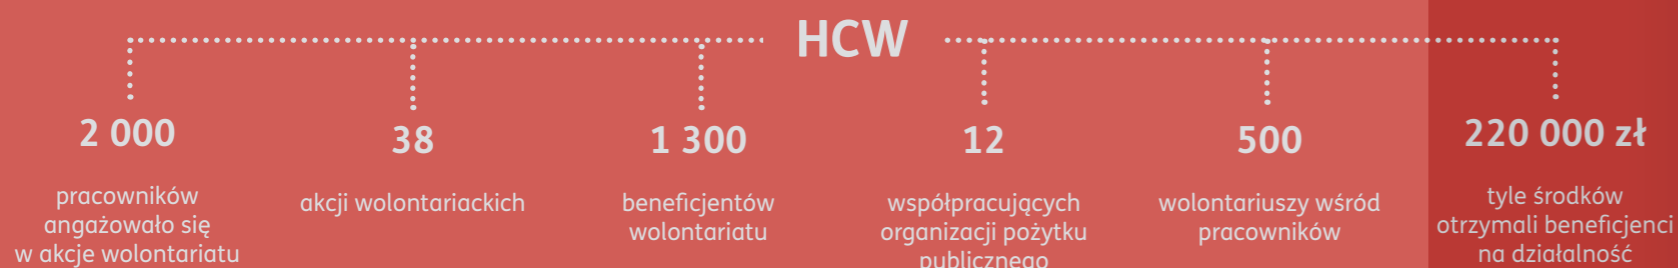 HCW
2 000
pracowników
angażowało się
w akcje wolontariatu
38
akcji wolontariackich
1 300
beneficjentów
wolontariatu
12
współpracujących
organizacji pożytku
publicznego
500
wolontariuszy wśród
pracowników
220 000 zł
tyle środków
otrzymali beneficjenci
na działalność